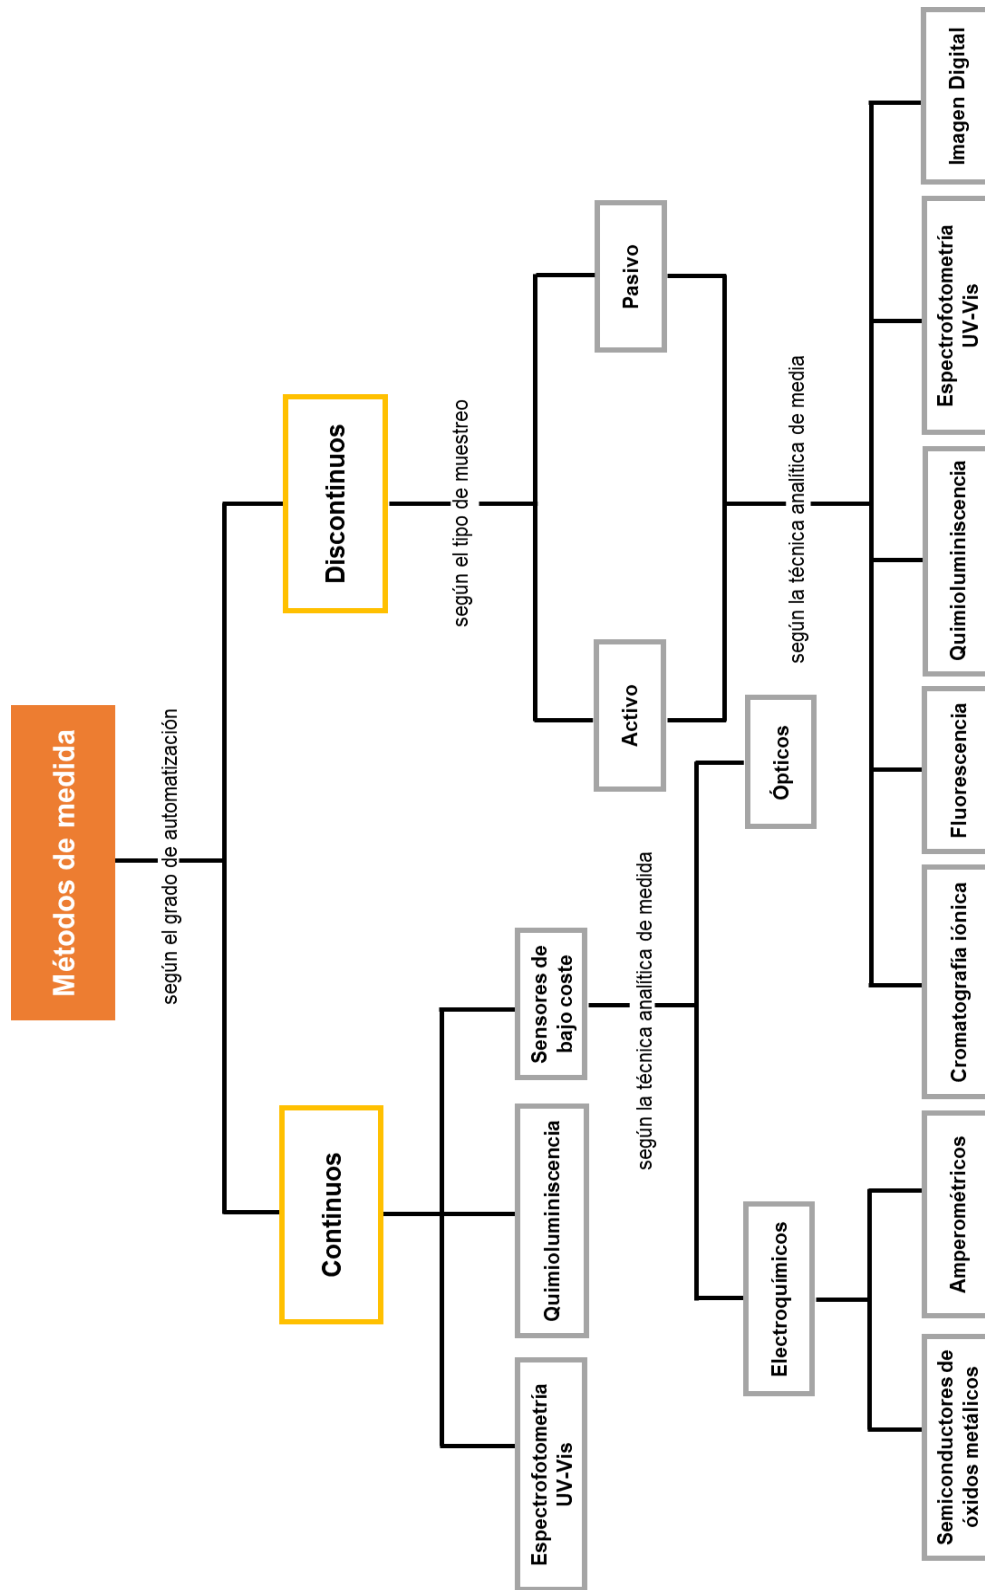 Métodos de medida
según el grado de automatización
Continuos
Discontinuos
según el tipo de muestreo
Espectrofotometría
UV-Vis
Quimioluminiscencia
Sensores de
bajo coste
Activo
Pasivo
según la técnica analítica de medida
según la técnica analítica de media
Electroquímicos
Ópticos
Semiconductores de
óxidos metálicos
Amperométricos
Cromatografía iónica
Fluorescencia
Quimioluminiscencia
Espectrofotometría
UV-Vis
Imagen Digital